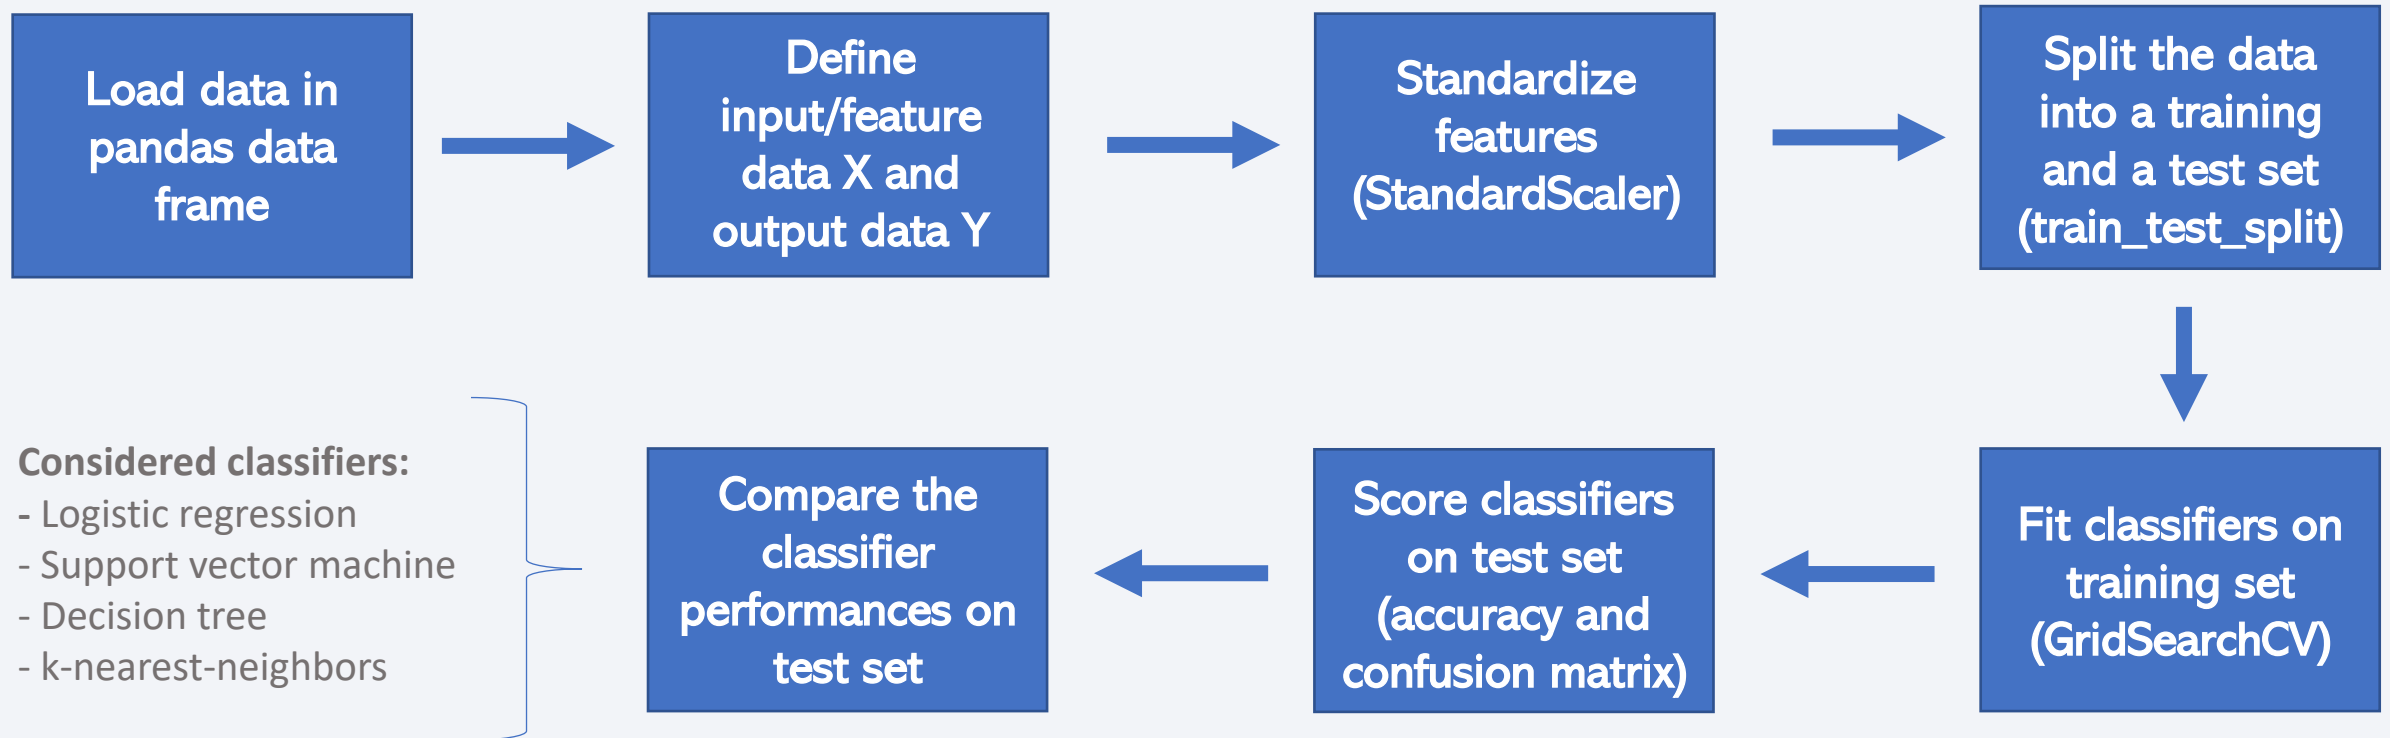 Load data in
pandas data
frame
Define
input/feature
data X and
output data Y
Standardize
features
(StandardScaler)
Split the data
into a training
and a test set
(train_test_split)
Fit classifiers on
training set
(GridSearchCV)
Score classifiers
on test set
(accuracy and
confusion matrix)
Compare the
classifier
performances on
test set
Considered classifiers:
- Logistic regression
- Support vector machine
- Decision tree
- k-nearest-neighbors